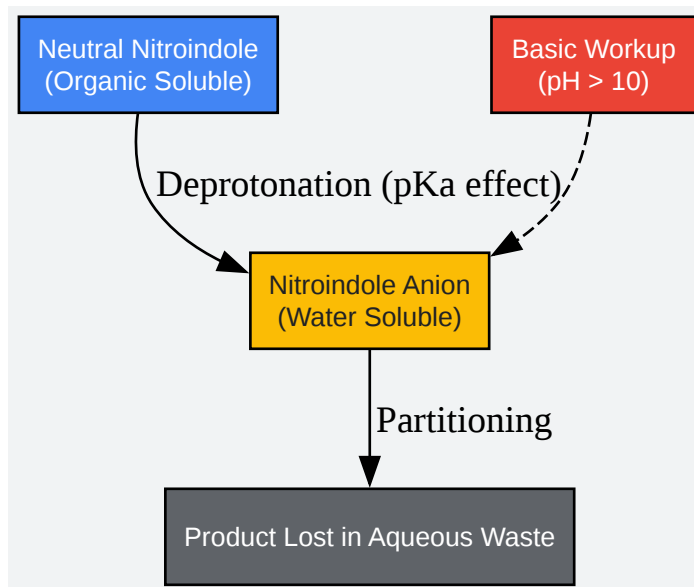 Neutral Nitroindole
(Organic Soluble)
Basic Workup
(pH > 10)
Deprotonation (pKa effect)
Nitroindole Anion
(Water Soluble)
Partitioning
Product Lost in Aqueous Waste